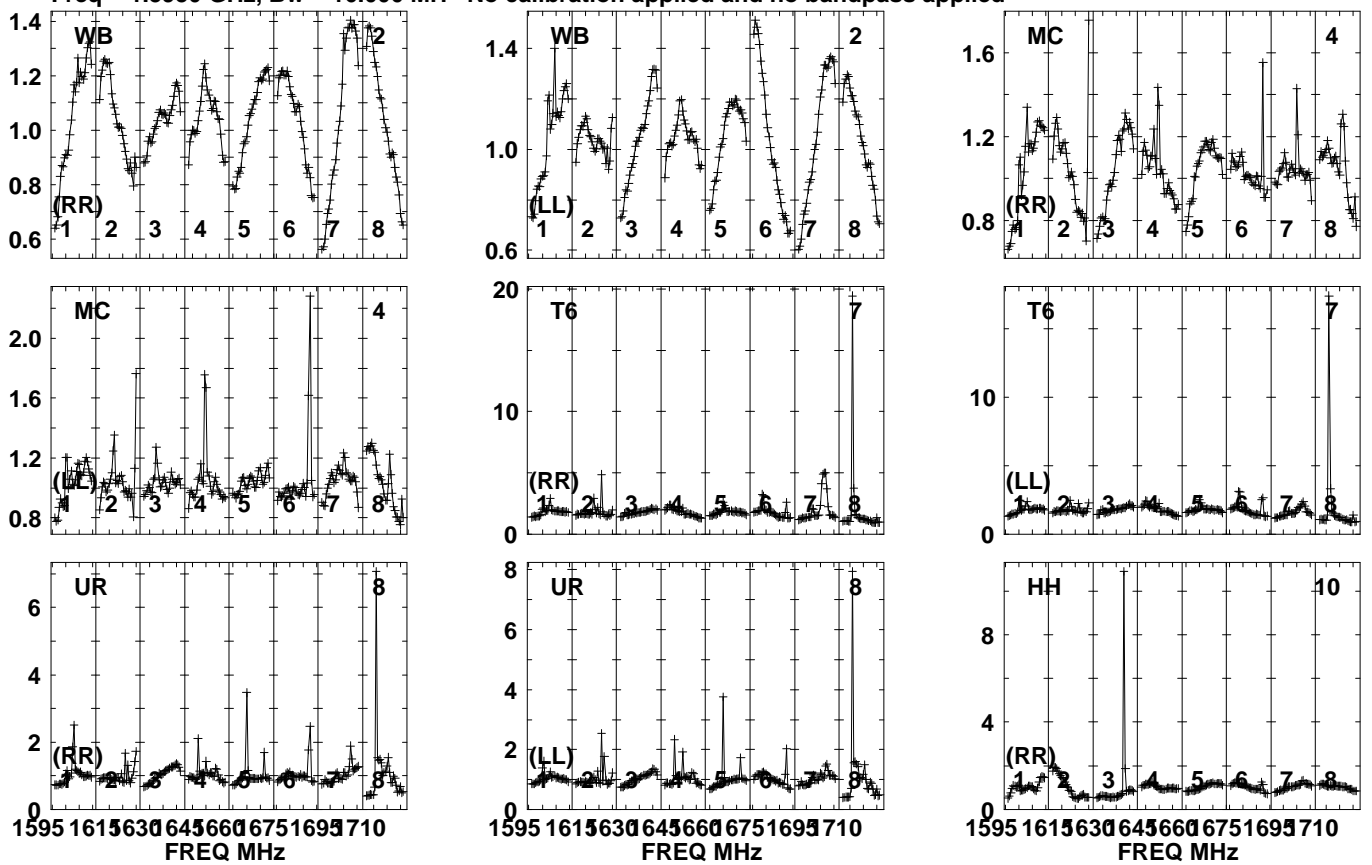 No calibration applied and no bandpass applied
1.4 WB 2
1.2
1.0
0.8
(RR)
0.6 1 2 3 4 5 6 7 8
WB 2
1.4
1.0
(LL)
0.6 1 2 3 4 5 6 7 8
MC 4
1.6
1.2
(RR)
0.8 1 2 3 4 5 6 7 8
MC 4
2.0
1.6
1.2
(LL)
0.8 1 2 3 4 5 6 7 8
20 T6 7
10
(RR)
1 2 3 4 5 6 7 8
0
T6 7
10
(LL)
1 2 3 4 5 6 7 8
0
UR 8
6
4
2
(RR)
1 2 3 4 5 6 7 8
0
8 UR 8
6
4
2
(LL)
1 2 3 4 5 6 7 8
0
HH 10
8
4
(RR)
1 2 3 4 5 6 7 8
0
1595 1615 1630 1645 1660 1675 1695 1710
FREQ MHz
1595 1615 1630 1645 1660 1675 1695 1710
FREQ MHz
1595 1615 1630 1645 1660 1675 1695 1710
FREQ MHz